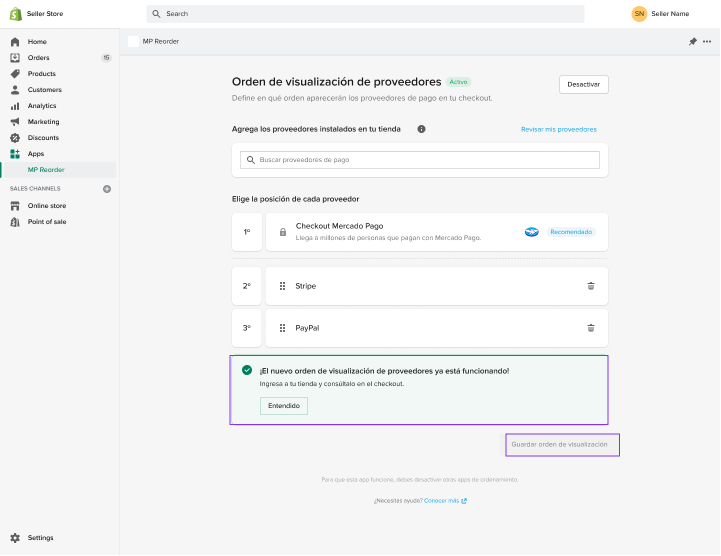 Seller Store
Search
SN
Seller Name
Home
Orders
15
Products
Customers
Analytics
Marketing
Discounts
Apps
MP Reorder
SALES CHANNELS
Online store
Point of sale
Settings
MP Reorder
Orden de visualización de proveedores
Activo
Desactivar
Define en qué orden aparecerán los proveedores de pago en tu checkout.
Agrega los proveedores instalados en tu tienda
Revisar mis proveedores
Buscar proveedores de pago
Elige la posición de cada proveedor
1º
Checkout Mercado Pago
Llega a millones de personas que pagan con Mercado Pago.
Recomendado
2º
Stripe
3º
PayPal
¡El nuevo orden de visualización de proveedores ya está funcionando!
Ingresa a tu tienda y consúltalo en el checkout.
Entendido
Guardar orden de visualización
Para que esta app funcione, debes desactivar otras apps de ordenamiento.
¿Necesitas ayuda? Conocer más